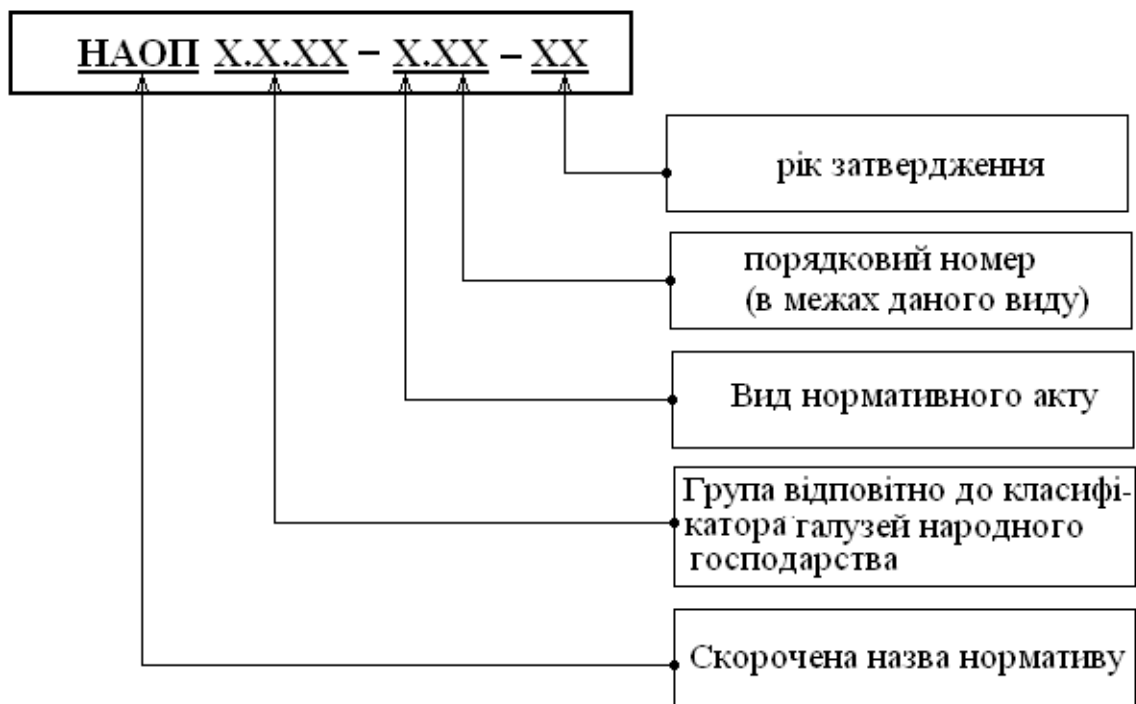 НАОП Х.Х.ХХ – Х.ХХ – ХХ
рік затвердження
порядковий номер
(в межах даного виду)
Вид нормативного акту
Група відповітно до класифі-
катора галузей народного
господарства
Скорочена назва нормативу